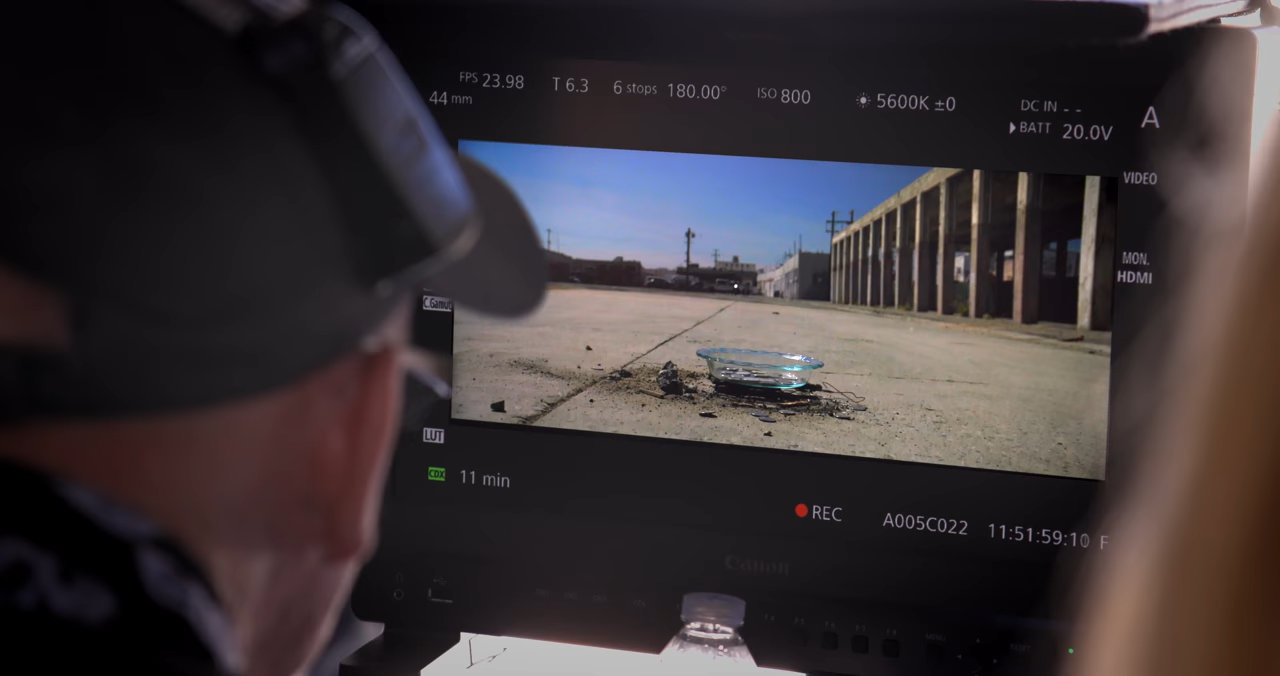 FPS 23.98 T 6.3 6 stops 180.00° ISO 800 5600K ±0 DC IN - -
44 mm BATT 20.0V A
VIDEO
MON.
HDMI
C.Gamut
LUT
CDX 11 min
REC A005C022 11:51:59:10 F
Canon